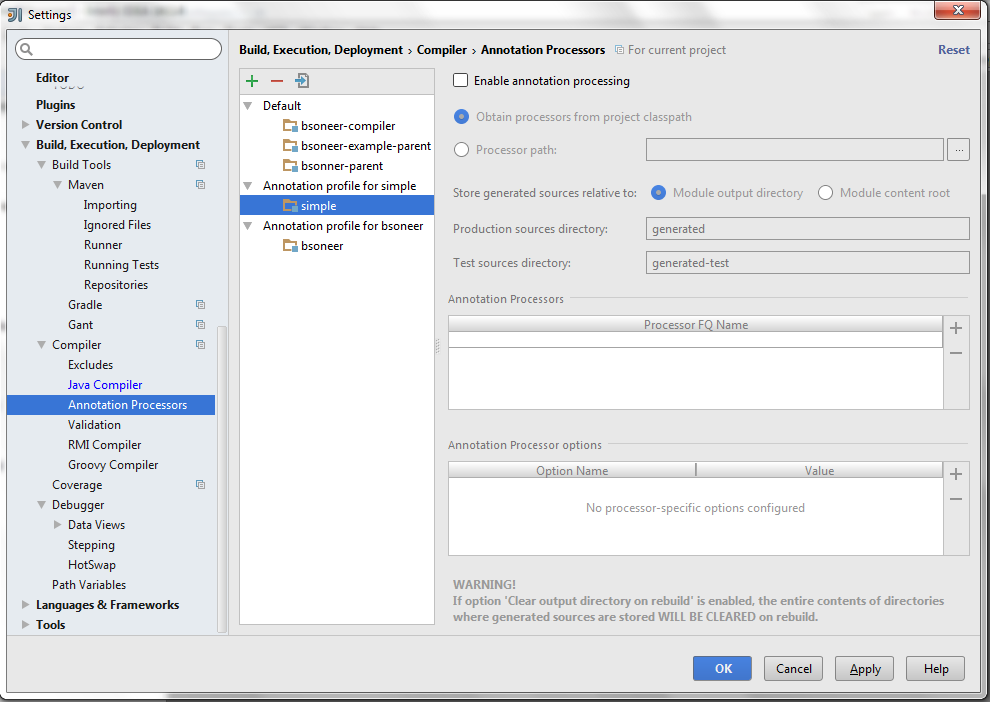 Settings
Build, Execution, Deployment › Compiler › Annotation Processors For current project Reset
Editor
Plugins
Version Control
Build, Execution, Deployment
Build Tools
Maven
Importing
Ignored Files
Runner
Running Tests
Repositories
Gradle
Gant
Compiler
Excludes
Java Compiler
Annotation Processors
Validation
RMI Compiler
Groovy Compiler
Coverage
Debugger
Data Views
Stepping
HotSwap
Path Variables
Languages & Frameworks
Tools
Default
bsoneer-compiler
bsoneer-example-parent
bsonner-parent
Annotation profile for simple
simple
Annotation profile for bsoneer
bsoneer
Enable annotation processing
Obtain processors from project classpath
Processor path:
...
Store generated sources relative to: Module output directory Module content root
Production sources directory: generated
Test sources directory: generated-test
Annotation Processors
Processor FQ Name
Annotation Processor options
Option Name Value
No processor-specific options configured
WARNING!
If option 'Clear output directory on rebuild' is enabled, the entire contents of directories
where generated sources are stored WILL BE CLEARED on rebuild.
OK Cancel Apply Help